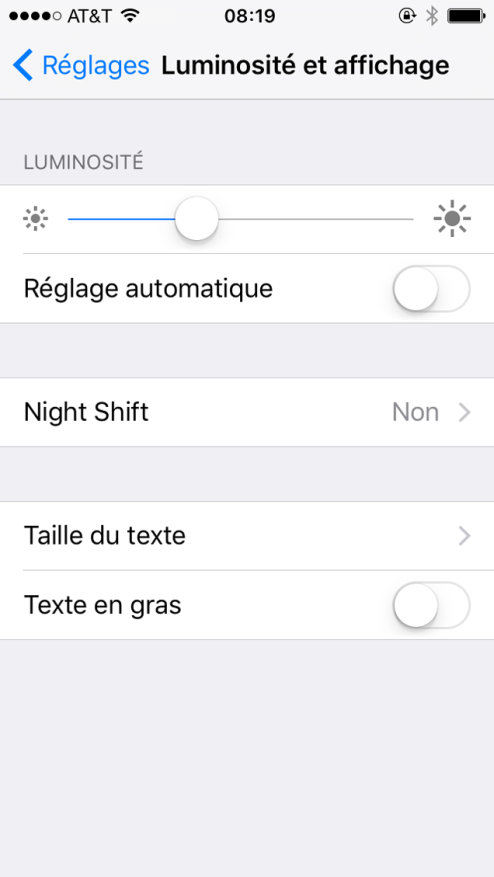 AT&T 08:19
Réglages Luminosité et affichage
LUMINOSITÉ
Réglage automatique
Night Shift Non
Taille du texte
Texte en gras